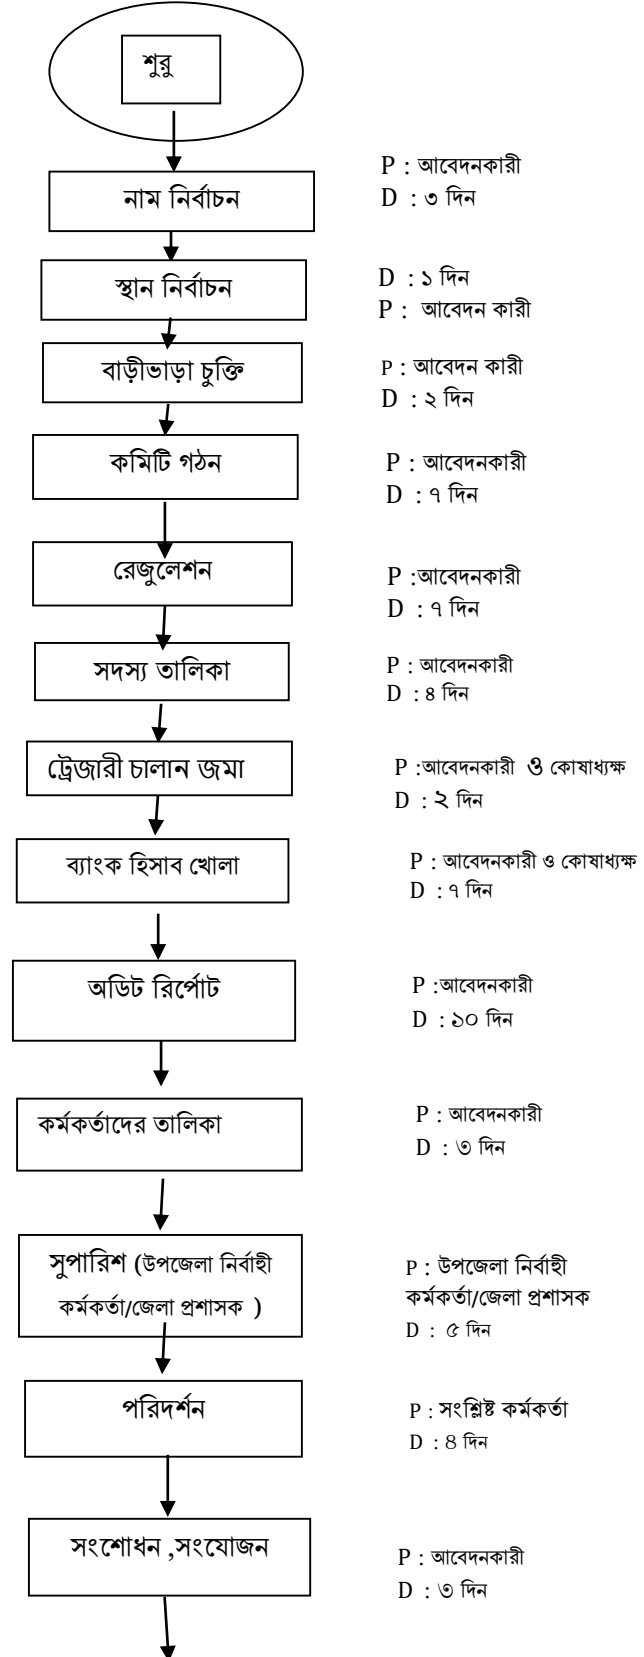 শুরু
নাম নির্বাচন
P : আবেদনকারী
D : ৩ দিন
স্থান নির্বাচন
D : ১ দিন
P : আবেদন কারী
বাড়ীভাড়া চুক্তি
P : আবেদন কারী
D : ২ দিন
কমিটি গঠন
P : আবেদনকারী
D : ৭ দিন
রেজুলেশন
P :আবেদনকারী
D : ৭ দিন
সদস্য তালিকা
P : আবেদনকারী
D : ৪ দিন
ট্রেজারী চালান জমা
P :আবেদনকারী ও কোষাধ্যক্ষ
D : ২ দিন
ব্যাংক হিসাব খোলা
P : আবেদনকারী ও কোষাধ্যক্ষ
D : ৭ দিন
অডিট রির্পোট
P :আবেদনকারী
D : ১০ দিন
কর্মকর্তাদের তালিকা
P : আবেদনকারী
D : ৩ দিন
সুপারিশ (উপজেলা নির্বাহী
কর্মকর্তা/জেলা প্রশাসক )
P : উপজেলা নির্বাহী
কর্মকর্তা/জেলা প্রশাসক
D : ৫ দিন
পরিদর্শন
P : সংশ্লিষ্ট কর্মকর্তা
D : ৪ দিন
সংশোধন ,সংযোজন
P : আবেদনকারী
D : ৩ দিন